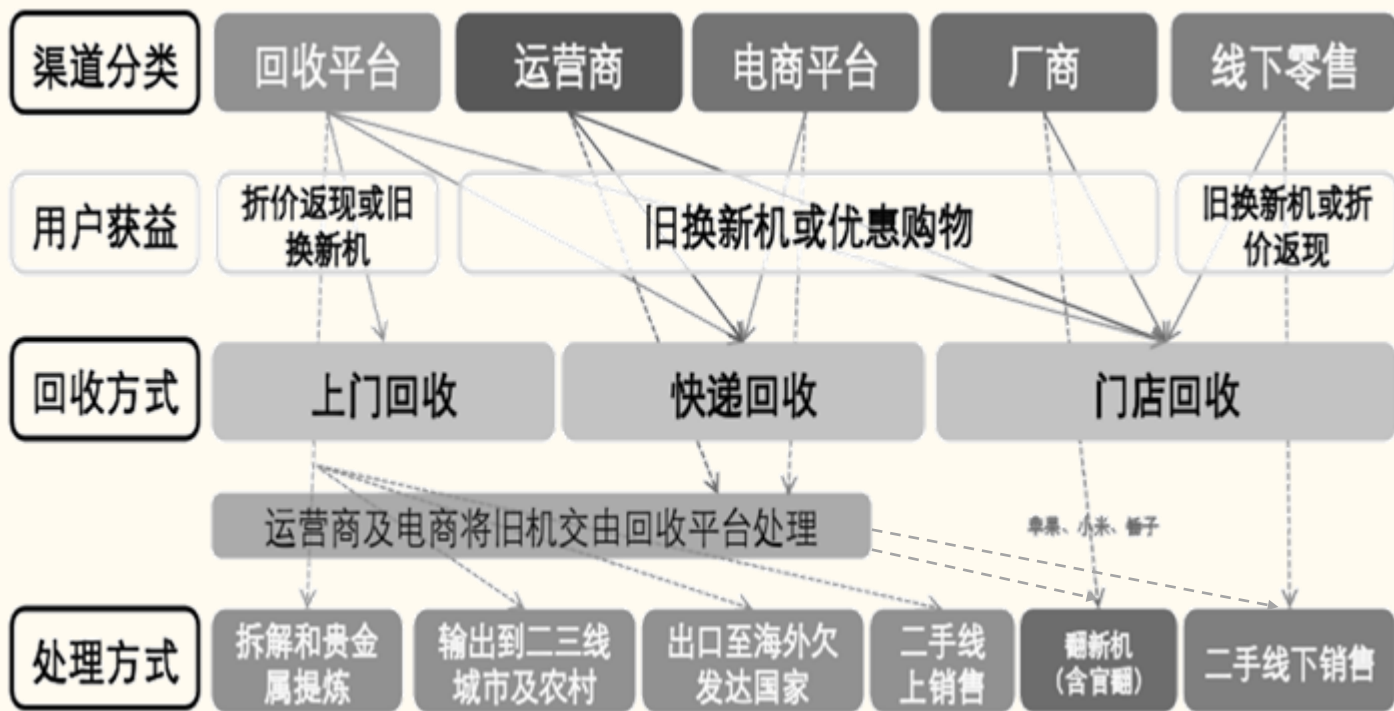 渠道分类
回收平台
运营商
电商平台
厂商
线下零售
用户获益
折价返现或旧
换新机
旧换新机或优惠购物
旧换新机或折
价返现
回收方式
上门回收
快递回收
门店回收
运营商及电商将旧机交由回收平台处理
苹果、小米、锤子
处理方式
拆解和贵金
属提炼
输出到二三线
城市及农村
出口至海外欠
发达国家
二手线
上销售
翻新机
(含官翻)
二手线下销售